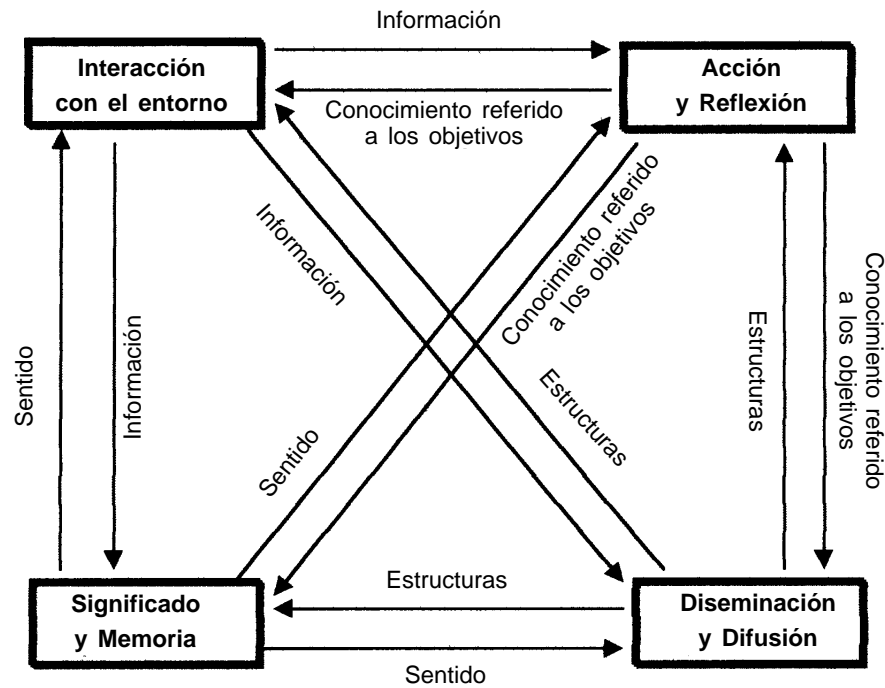 Información
Interacción
con el entorno
Acción
y Reflexión
Conocimiento referido
a los objetivos
Información
Conocimiento referido
a los objetivos
Sentido
Información
Sentido
Estructuras
Estructuras
Conocimiento referido
a los objetivos
Significado
y Memoria
Estructuras
Diseminación
y Difusión
Sentido